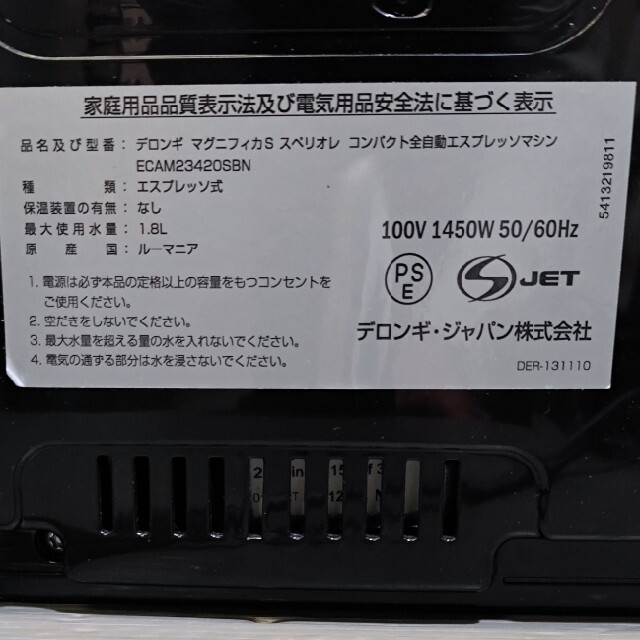 家庭用品品質表示法及び電気用品安全法に基づく表示
品名及び型番：デロンギ マグニフィカS スペリオレ コンパクト全自動エスプレッソマシン
ECAM23420SBN
種類：エスプレッソ式
保温装置の有無：なし
最大使用水量：1.8L
原産国：ルーマニア
1. 電源は必ず本品の定格以上の容量をもつコンセントを
ご使用ください。
2. 空だきをしないでください。
3. 最大水量を超える量の水を入れないでください。
4. 電気の通ずる部分は水を浸さないでください。
100V 1450W 50/60Hz
PS
E
S JET
デロンギ・ジャパン株式会社
DER-131110
5413219811